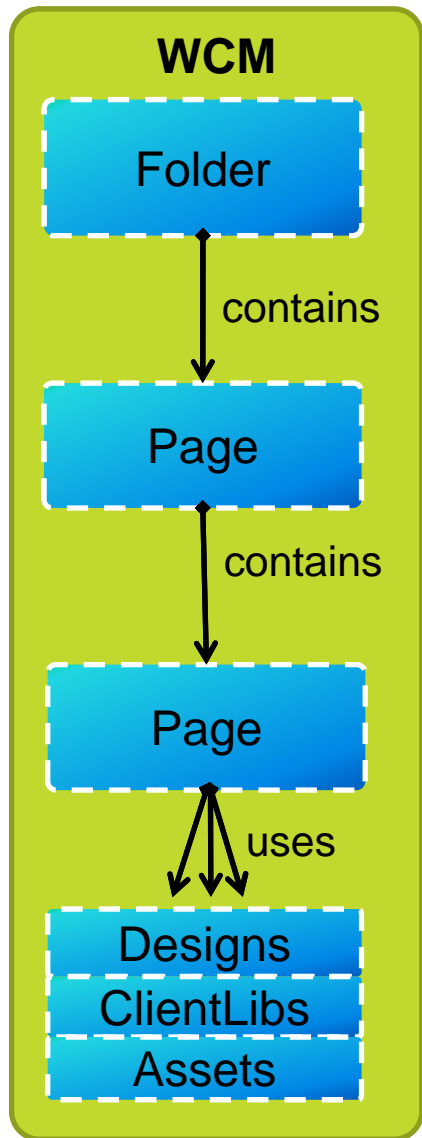 WCM
Folder
contains
Page
contains
Page
uses
Designs
ClientLibs
Assets